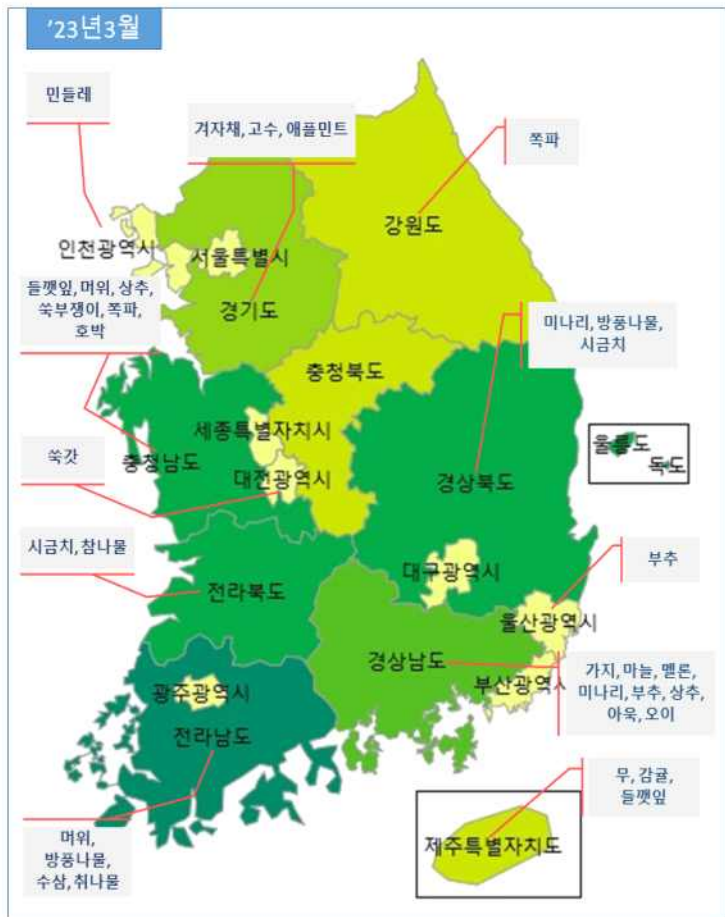 '23년3월
민들레
겨자채, 고수, 애플민트
쪽파
강원도
인천광역시
서울특별시
경기도
들깻잎, 머위, 상추,
쑥부쟁이, 쪽파,
호박
미나리, 방풍나물,
시금치
충청북도
세종특별자치시
충청남도
대전광역시
경상북도
울릉도
독도
쑥갓
시금치, 참나물
전라북도
대구광역시
부추
울산광역시
경상남도
부산광역시
가지, 마늘, 멜론,
미나리, 부추, 상추,
아욱, 오이
광주광역시
전라남도
무, 감귤,
들깻잎
제주특별자치도
머위,
방풍나물,
수삼, 취나물